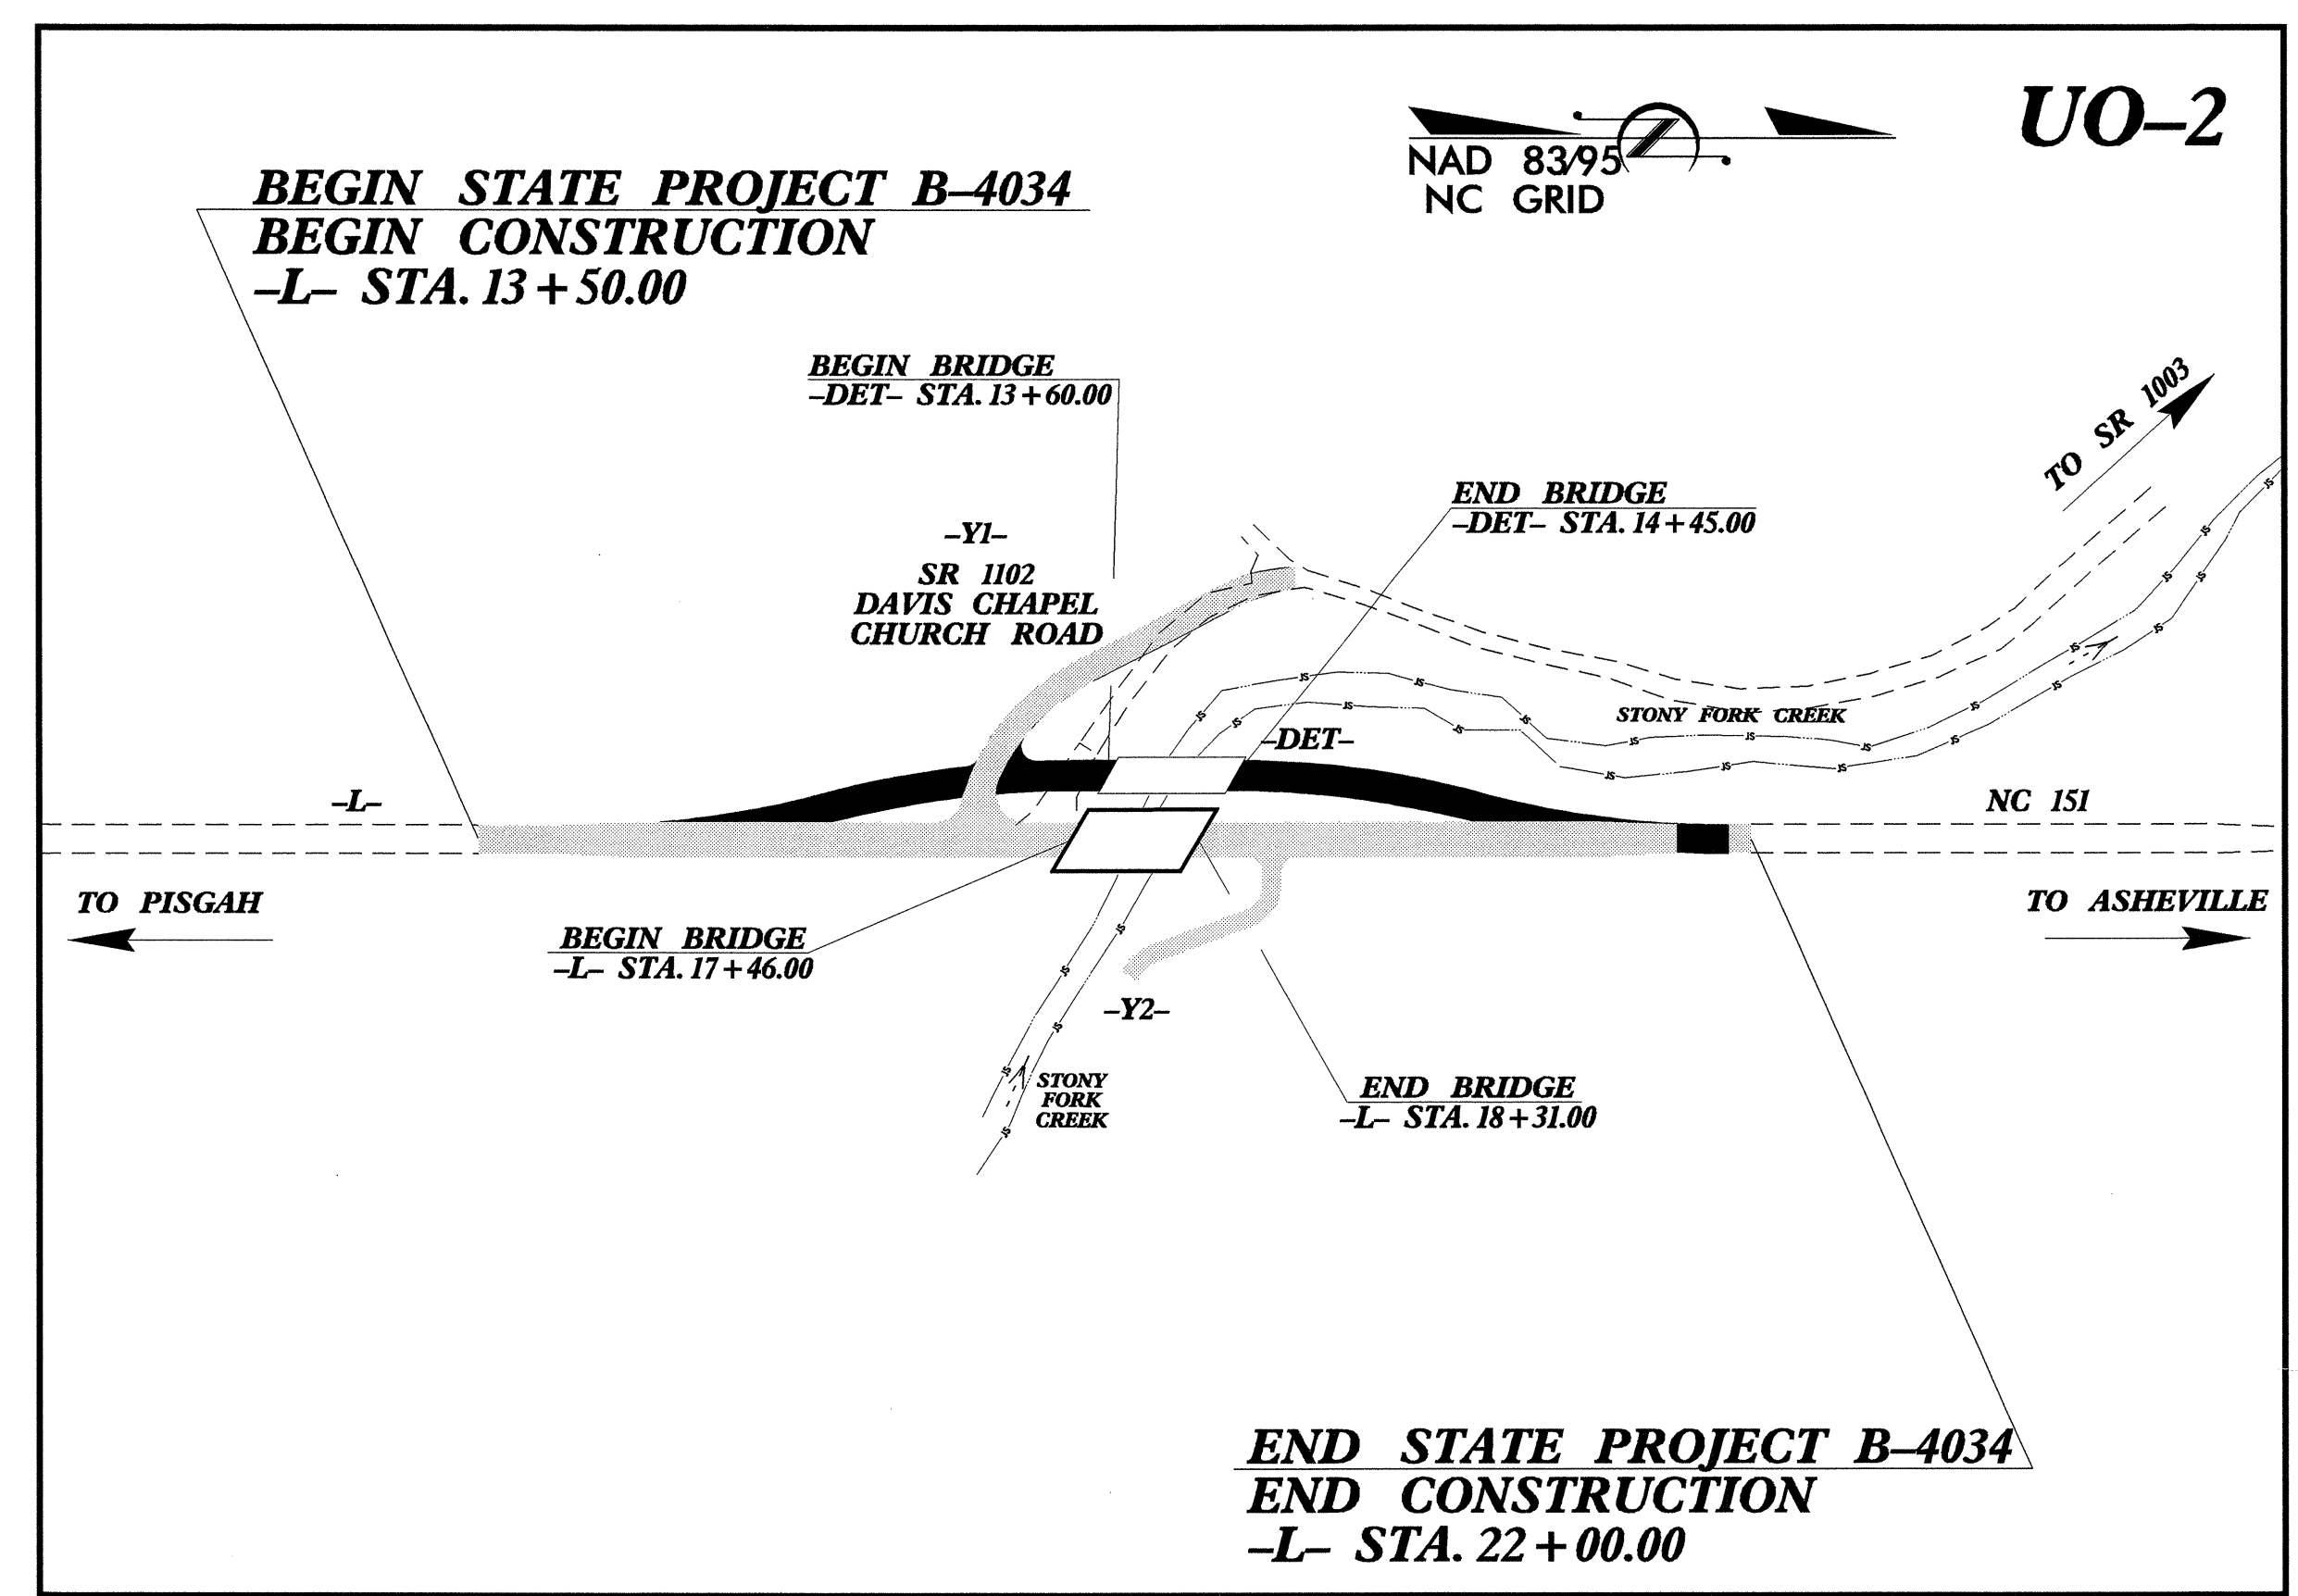 UO–2
NAD 83/95
NC GRID
BEGIN STATE PROJECT B–4034
BEGIN CONSTRUCTION
–L– STA. 13+50.00
BEGIN BRIDGE
–DET– STA. 13+60.00
TO SR 1003
END BRIDGE
–DET– STA. 14+45.00
–Y1–
SR 1102
DAVIS CHAPEL
CHURCH ROAD
STONY FORK CREEK
–DET–
–L–
NC 151
TO PISGAH
TO ASHEVILLE
BEGIN BRIDGE
–L– STA. 17+46.00
–Y2–
STONY
FORK
CREEK
END BRIDGE
–L– STA. 18+31.00
END STATE PROJECT B–4034
END CONSTRUCTION
–L– STA. 22+00.00